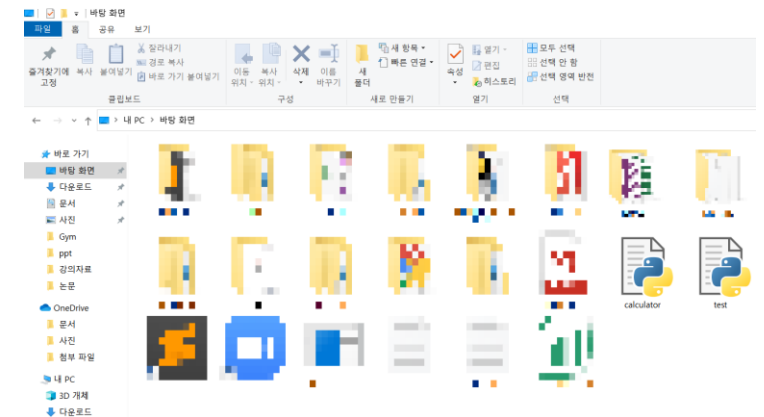 바탕 화면
파일 홈 공유 보기
즐겨찾기에 고정
복사
붙여넣기
잘라내기
경로 복사
바로 가기 붙여넣기
클립보드
이동 위치
복사 위치
삭제
이름 바꾸기
구성
새 폴더
새 항목
빠른 연결
새로 만들기
속성
열기
편집
히스토리
열기
모두 선택
선택 안 함
선택 영역 반전
선택
내 PC > 바탕 화면
바로 가기
바탕 화면
다운로드
문서
사진
Gym
ppt
강의자료
논문
OneDrive
문서
사진
첨부 파일
내 PC
3D 개체
다운로드
calculator
test